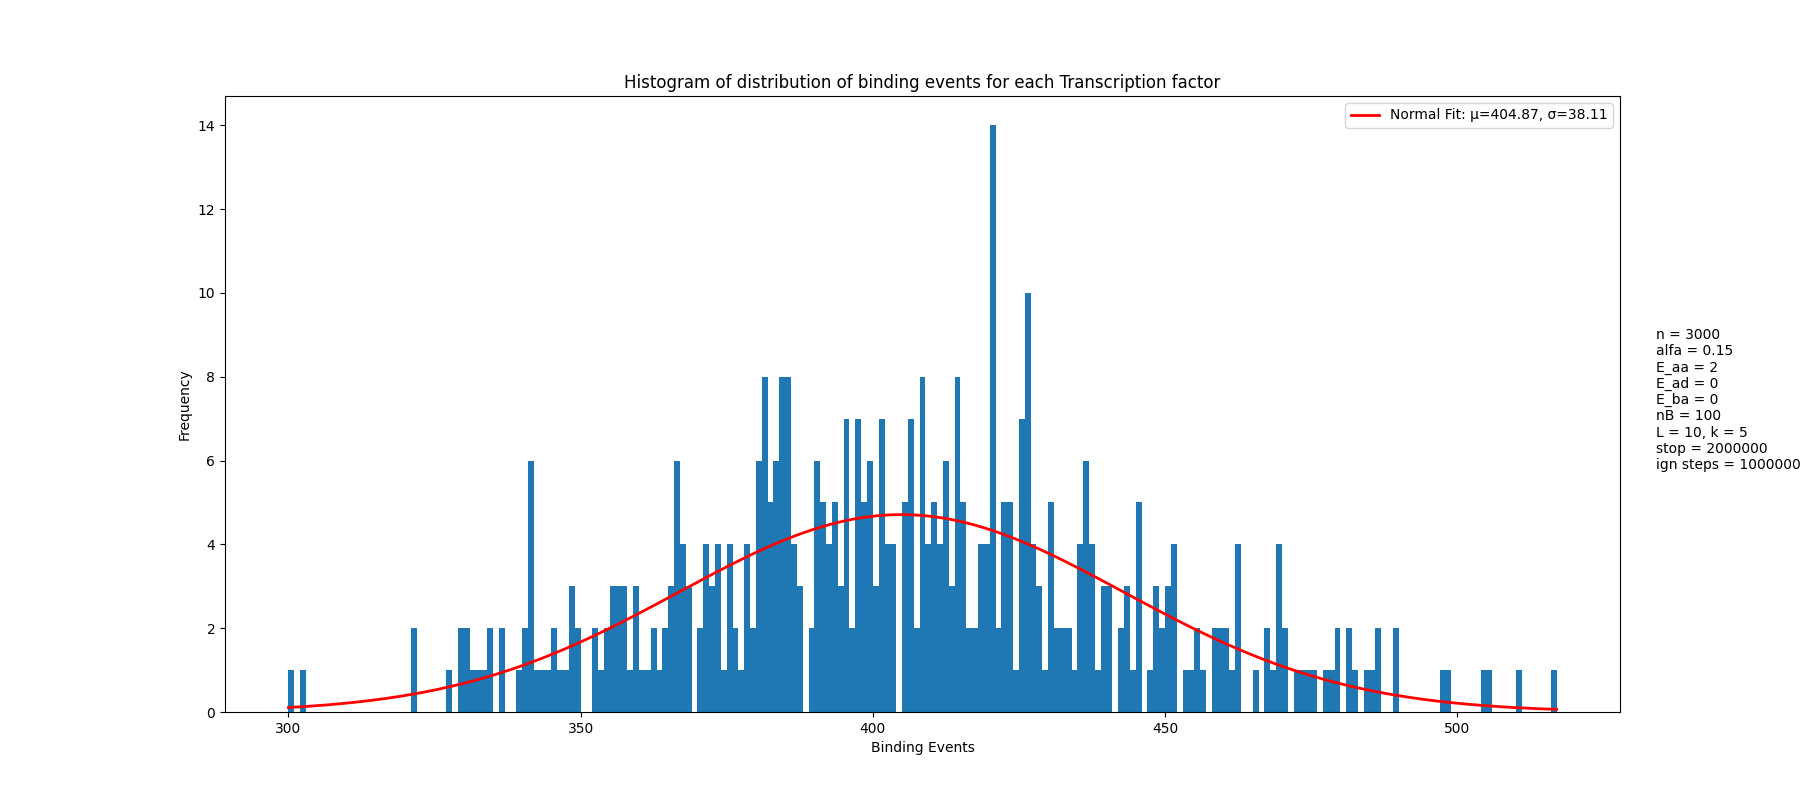 Histogram of distribution of binding events for each Transcription factor
Normal Fit: μ=404.87, σ=38.11
14
12
10
8
6
4
2
0
Frequency
300
350
400
450
500
Binding Events
n = 3000
alfa = 0.15
E_aa = 2
E_ad = 0
E_ba = 0
nB = 100
L = 10, k = 5
stop = 2000000
ign steps = 1000000